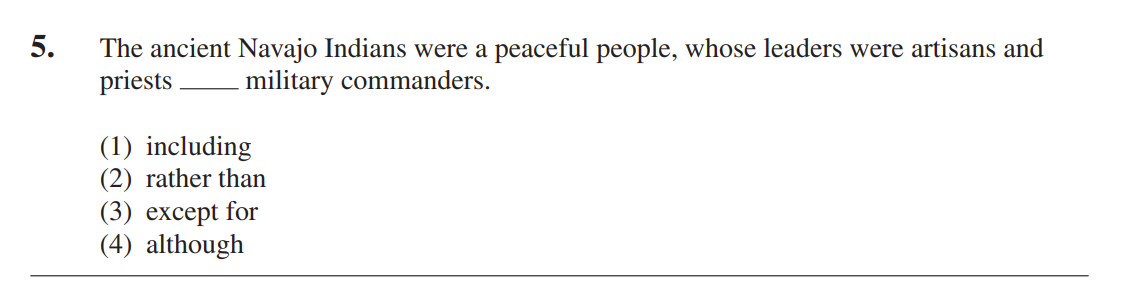 5. The ancient Navajo Indians were a peaceful people, whose leaders were artisans and
priests _____ military commanders.
(1) including
(2) rather than
(3) except for
(4) although